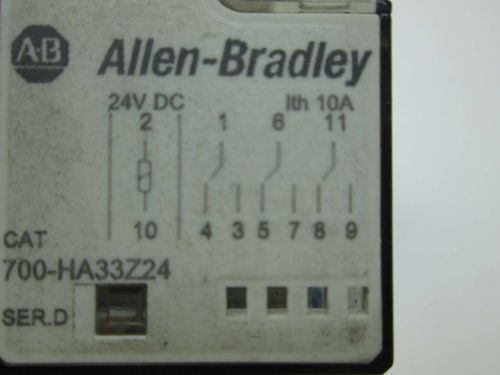 A-B Allen-Bradley
24V DC Ith 10A
2 1 6 11
10 4 3 5 7 8 9
CAT
700-HA33Z24
SER.D